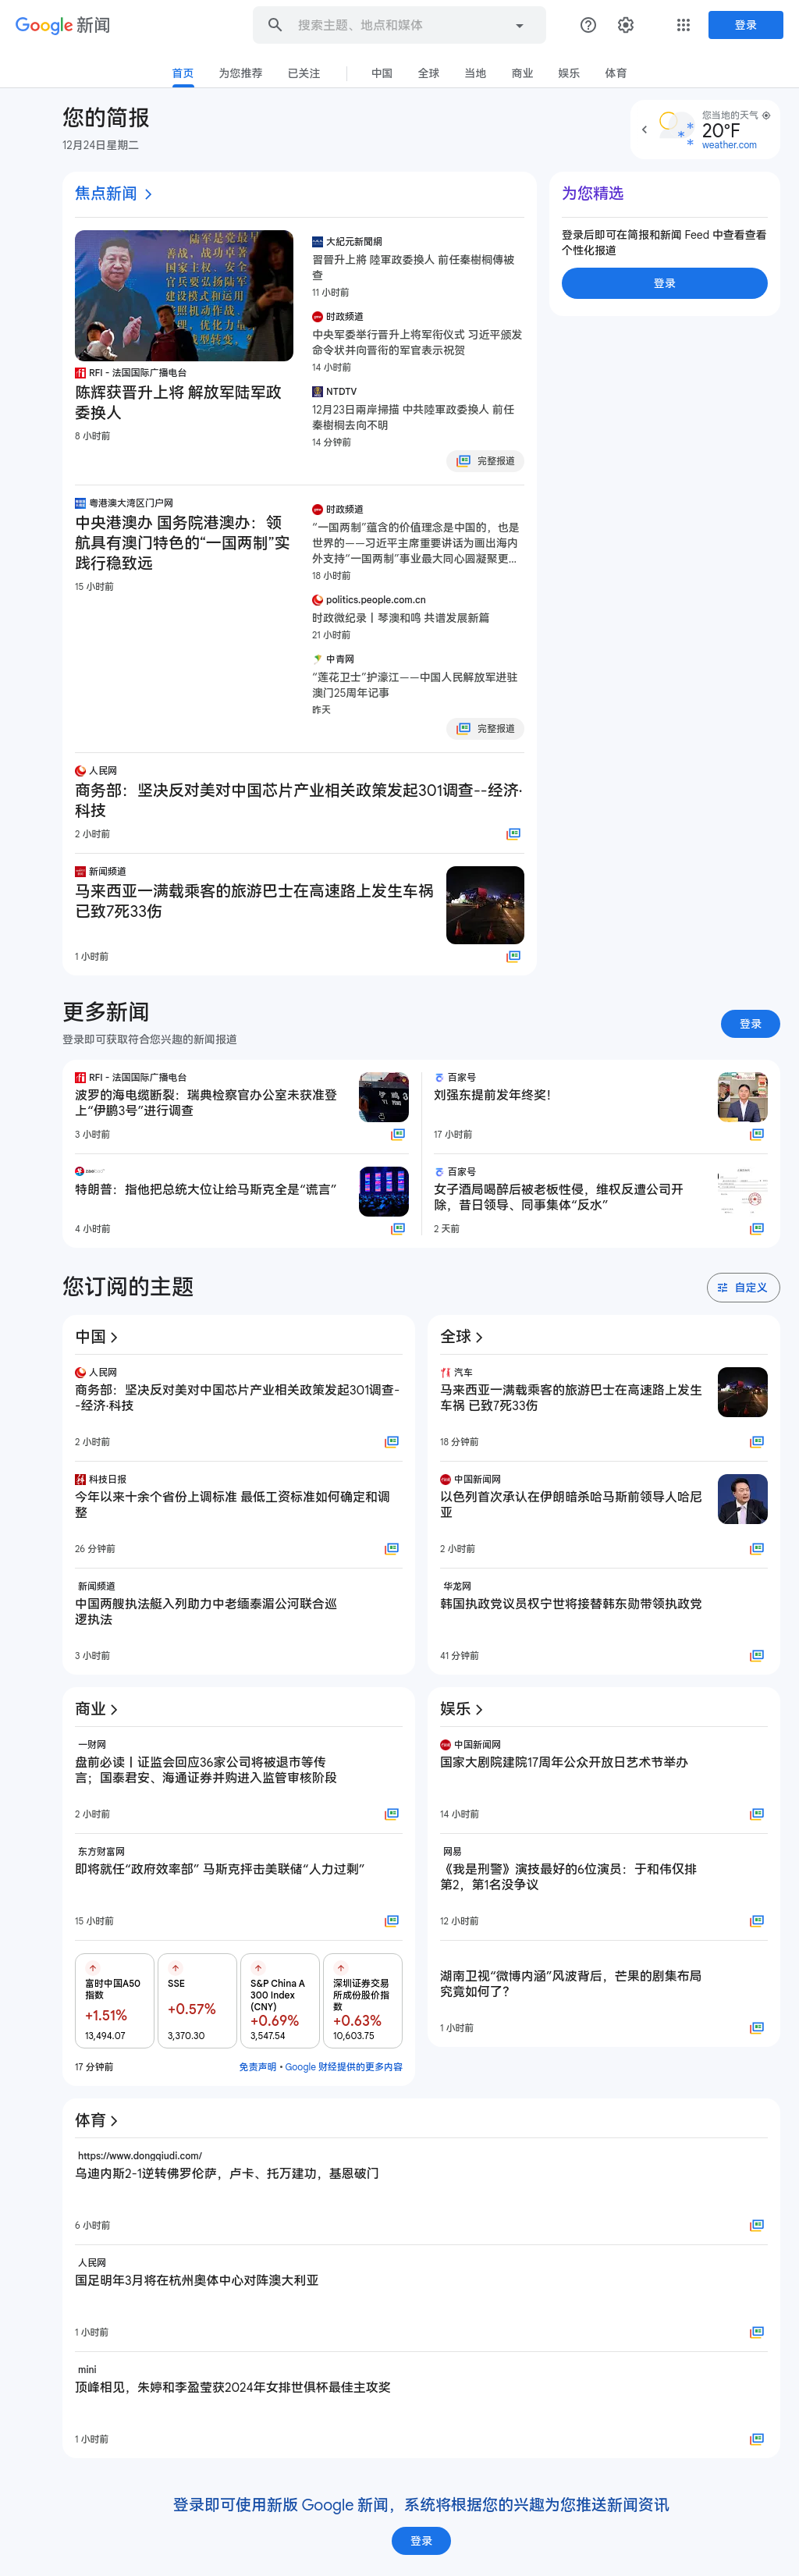 Google 新闻
搜索主题、地点和媒体
登录
首页
为您推荐
已关注
中国
全球
当地
商业
娱乐
体育
您的简报
12月24日星期二
您当地的天气
20°F
weather.com
焦点新闻
RFI - 法国国际广播电台
陈辉获晋升上将 解放军陆军政
委换人
8 小时前
大紀元新聞網
習晉升上將 陸軍政委換人 前任秦樹桐傳被
查
11 小时前
时政频道
中央军委举行晋升上将军衔仪式 习近平颁发
命令状并向晋衔的军官表示祝贺
14 小时前
NTDTV
12月23日兩岸掃描 中共陸軍政委換人 前任
秦樹桐去向不明
14 分钟前
完整报道
粤港澳大湾区门户网
中央港澳办 国务院港澳办：领
航具有澳门特色的“一国两制”实
践行稳致远
15 小时前
时政频道
“一国两制”蕴含的价值理念是中国的，也是
世界的——习近平主席重要讲话为画出海内
外支持“一国两制”事业最大同心圆凝聚更...
18 小时前
politics.people.com.cn
时政微纪录丨琴澳和鸣 共谱发展新篇
21 小时前
中青网
“莲花卫士”护濠江——中国人民解放军进驻
澳门25周年记事
昨天
完整报道
人民网
商务部：坚决反对美对中国芯片产业相关政策发起301调查--经济·
科技
2 小时前
新闻频道
马来西亚一满载乘客的旅游巴士在高速路上发生车祸
已致7死33伤
1 小时前
为您精选
登录后即可在简报和新闻 Feed 中查看查看
个性化报道
登录
更多新闻
登录即可获取符合您兴趣的新闻报道
登录
RFI - 法国国际广播电台
波罗的海电缆断裂：瑞典检察官办公室未获准登
上“伊鹏3号”进行调查
3 小时前
百家号
刘强东提前发年终奖！
17 小时前
特朗普：指他把总统大位让给马斯克全是“谎言”
4 小时前
百家号
女子酒局喝醉后被老板性侵，维权反遭公司开
除，昔日领导、同事集体“反水”
2 天前
您订阅的主题
自定义
中国
人民网
商务部：坚决反对美对中国芯片产业相关政策发起301调查-
-经济·科技
2 小时前
科技日报
今年以来十余个省份上调标准 最低工资标准如何确定和调
整
26 分钟前
新闻频道
中国两艘执法艇入列助力中老缅泰湄公河联合巡
逻执法
3 小时前
全球
汽车
马来西亚一满载乘客的旅游巴士在高速路上发生
车祸 已致7死33伤
18 分钟前
中国新闻网
以色列首次承认在伊朗暗杀哈马斯前领导人哈尼
亚
2 小时前
华龙网
韩国执政党议员权宁世将接替韩东勋带领执政党
41 分钟前
商业
一财网
盘前必读丨证监会回应36家公司将被退市等传
言；国泰君安、海通证券并购进入监管审核阶段
2 小时前
东方财富网
即将就任“政府效率部” 马斯克抨击美联储“人力过剩”
15 小时前
富时中国A50
指数
+1.51%
13,494.07
SSE
+0.57%
3,370.30
S&P China A
300 Index
(CNY)
+0.69%
3,547.54
深圳证券交易
所成份股价指
数
+0.63%
10,603.75
17 分钟前
免责声明 • Google 财经提供的更多内容
娱乐
中国新闻网
国家大剧院建院17周年公众开放日艺术节举办
14 小时前
网易
《我是刑警》演技最好的6位演员：于和伟仅排
第2，第1名没争议
12 小时前
湖南卫视“微博内涵”风波背后，芒果的剧集布局
究竟如何了？
1 小时前
体育
https://www.dongqiudi.com/
乌迪内斯2-1逆转佛罗伦萨，卢卡、托万建功，基恩破门
6 小时前
人民网
国足明年3月将在杭州奥体中心对阵澳大利亚
1 小时前
mini
顶峰相见，朱婷和李盈莹获2024年女排世俱杯最佳主攻奖
1 小时前
登录即可使用新版 Google 新闻，系统将根据您的兴趣为您推送新闻资讯
登录